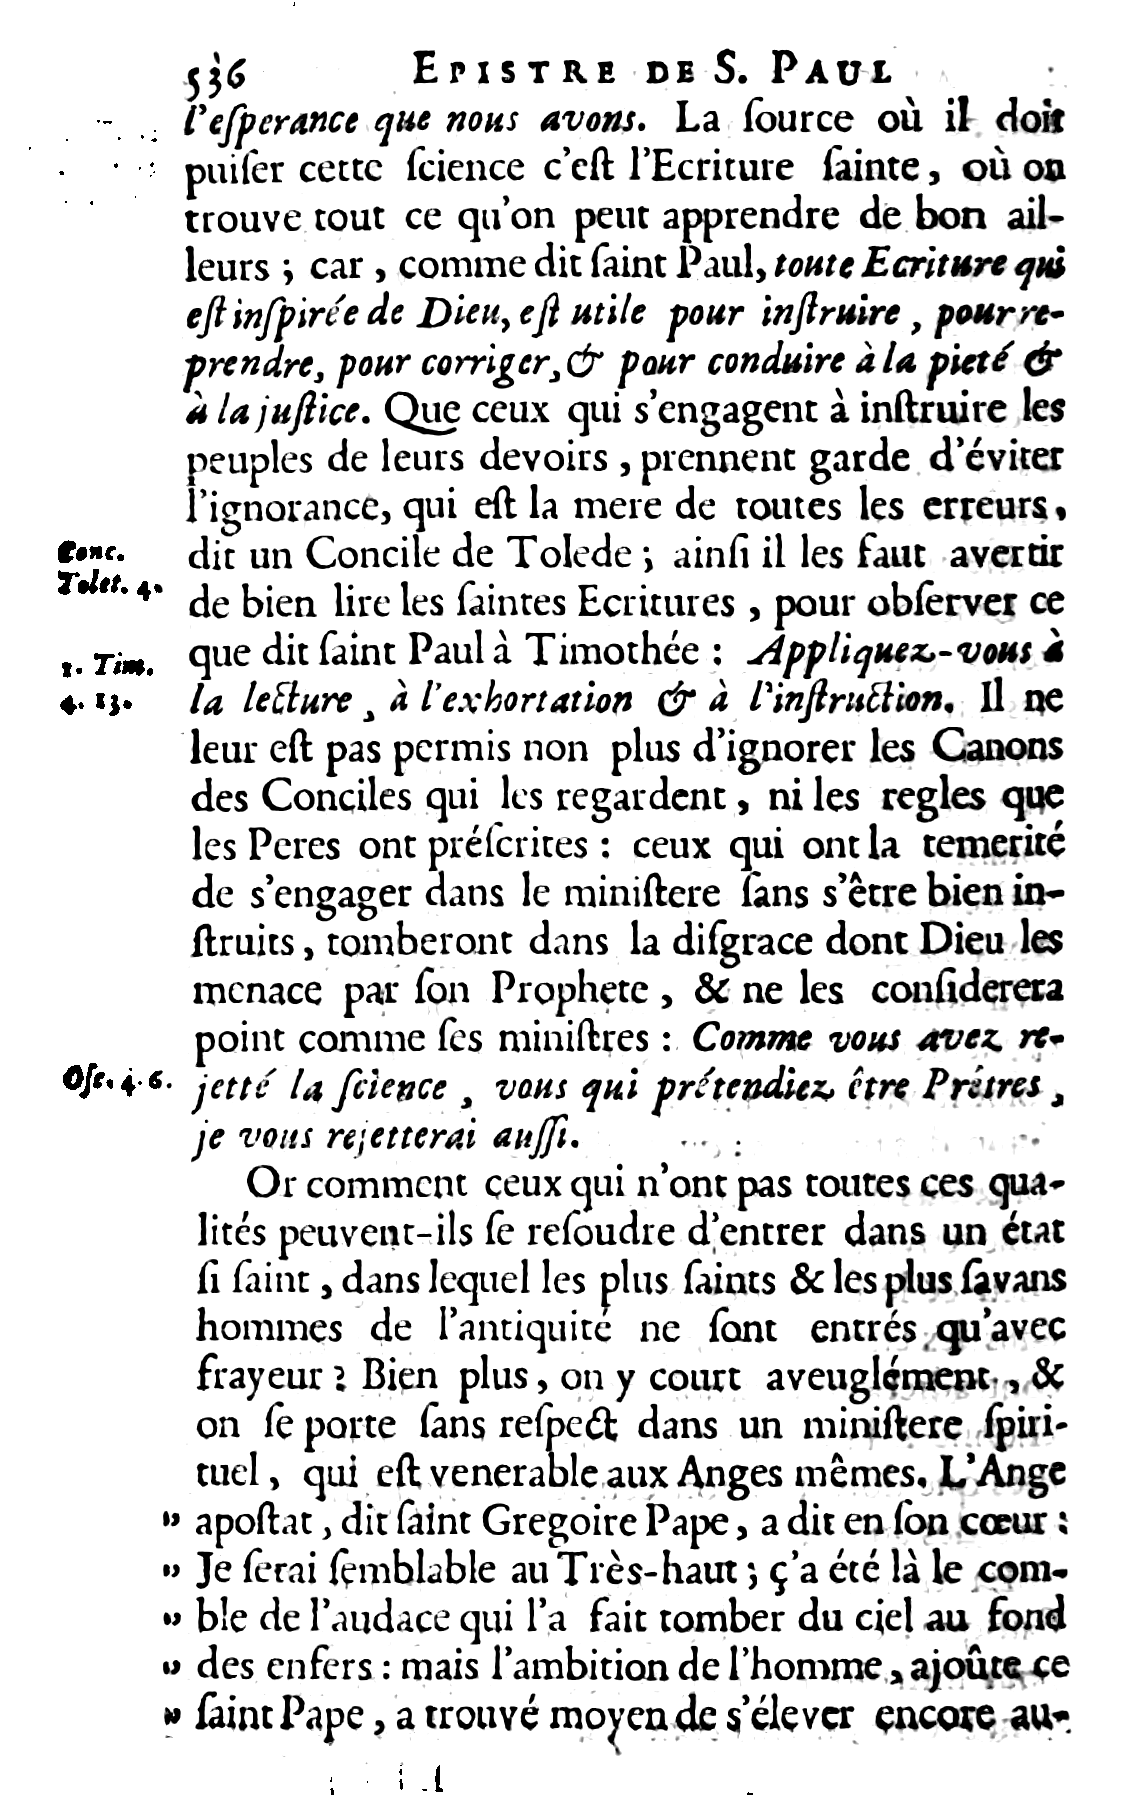 536 EPISTRE DE S. PAUL
l'eſperance que nous avons. La ſource où il doit
puiſer cette ſcience c'eſt l'Ecriture ſainte, où on
trouve tout ce qu'on peut apprendre de bon ail-
leurs ; car, comme dit ſaint Paul, toute Ecriture qui
eſt inſpirée de Dieu, eſt utile pour inſtruire, pour re-
prendre, pour corriger, & pour conduire à la pieté &
à la juſtice. Que ceux qui s'engagent à inſtruire les
peuples de leurs devoirs, prennent garde d'éviter
l'ignorance, qui eſt la mere de toutes les erreurs,
Conc. dit un Concile de Tolede ; ainſi il les faut avertir
Tolet. 4. de bien lire les ſaintes Ecritures, pour obſerver ce
1. Tim. que dit ſaint Paul à Timothée : Appliquez-vous à
4. 13. la lecture, à l'exhortation & à l'inſtruction. Il ne
leur eſt pas permis non plus d'ignorer les Canons
des Conciles qui les regardent, ni les regles que
les Peres ont préſcrites : ceux qui ont la temerité
de s'engager dans le miniſtere ſans s'être bien in-
ſtruits, tomberont dans la diſgrace dont Dieu les
menace par ſon Prophete, & ne les conſiderera
point comme ſes miniſtres : Comme vous avez re-
Oſe. 4. 6. jetté la ſcience, vous qui prétendiez être Prêtres,
je vous rejetterai auſſi.
Or comment ceux qui n'ont pas toutes ces qua-
lités peuvent-ils ſe reſoudre d'entrer dans un état
ſi ſaint, dans lequel les plus ſaints & les plus ſavans
hommes de l'antiquité ne ſont entrés qu'avec
frayeur ? Bien plus, on y court aveuglément, &
on ſe porte ſans reſpect dans un miniſtere ſpiri-
tuel, qui eſt venerable aux Anges mêmes. L'Ange
" apoſtat, dit ſaint Gregoire Pape, a dit en ſon cœur :
" Je ſerai ſemblable au Très-haut ; ç'a été là le com-
" ble de l'audace qui l'a fait tomber du ciel au fond
" des enfers : mais l'ambition de l'homme, ajoûte ce
" ſaint Pape, a trouvé moyen de s'élever encore au-